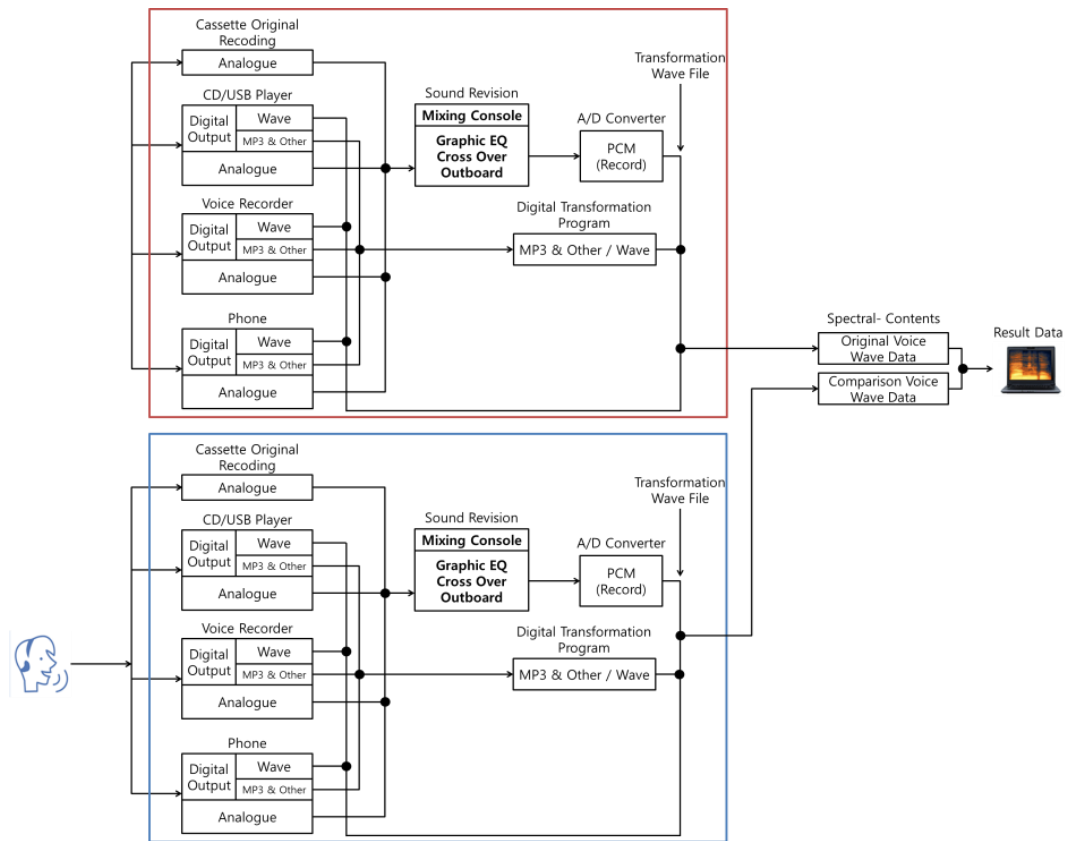 Cassette Original
Recoding
Analogue
CD/USB Player
Digital
Output
Wave
MP3 & Other
Analogue
Voice Recorder
Digital
Output
Wave
MP3 & Other
Analogue
Phone
Digital
Output
Wave
MP3 & Other
Analogue
Sound Revision
Mixing Console
Graphic EQ
Cross Over
Outboard
A/D Converter
PCM
(Record)
Transformation
Wave File
Digital Transformation
Program
MP3 & Other / Wave
Spectral- Contents
Original Voice
Wave Data
Comparison Voice
Wave Data
Result Data
Cassette Original
Recoding
Analogue
CD/USB Player
Digital
Output
Wave
MP3 & Other
Analogue
Voice Recorder
Digital
Output
Wave
MP3 & Other
Analogue
Phone
Digital
Output
Wave
MP3 & Other
Analogue
Sound Revision
Mixing Console
Graphic EQ
Cross Over
Outboard
A/D Converter
PCM
(Record)
Transformation
Wave File
Digital Transformation
Program
MP3 & Other / Wave